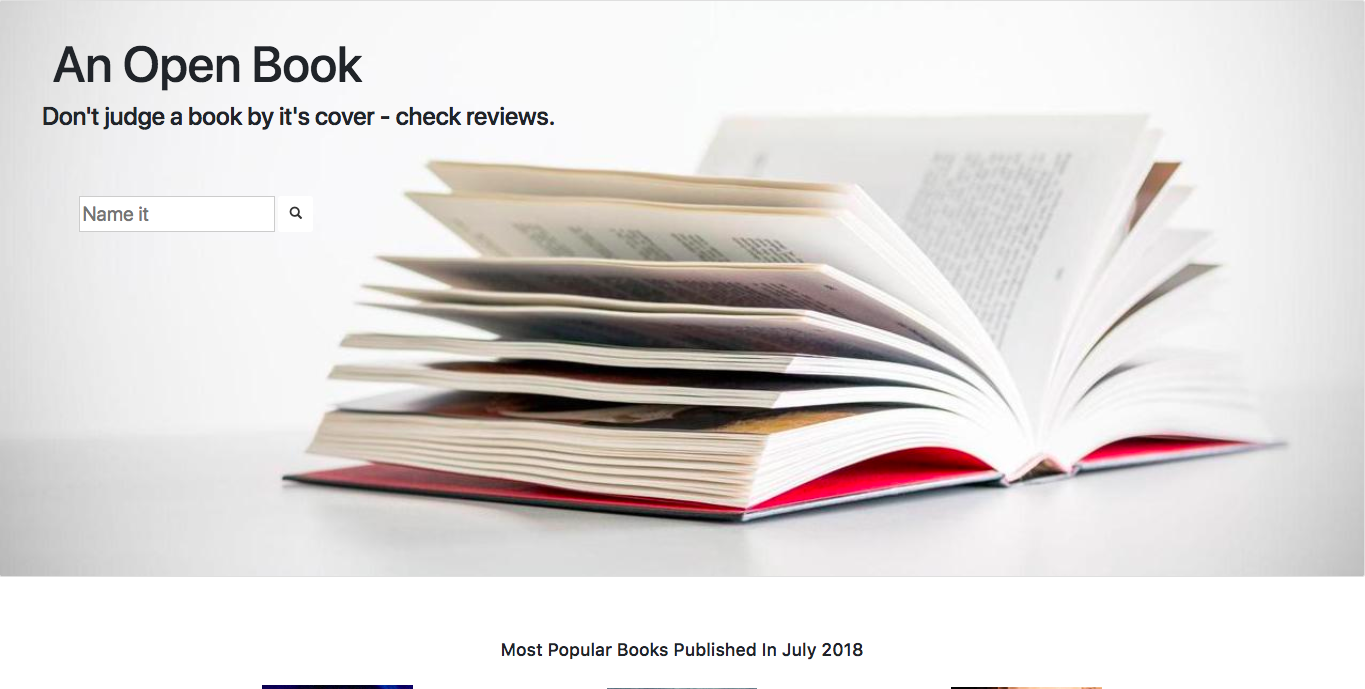 An Open Book
Don't judge a book by it's cover - check reviews.
Name it
Most Popular Books Published In July 2018